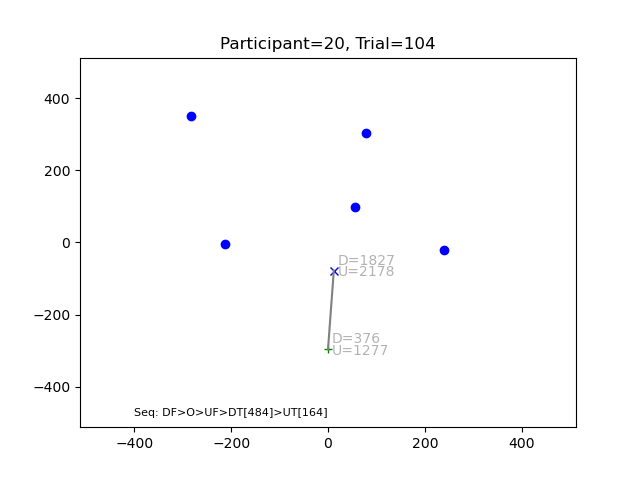 Participant=20, Trial=104
400
200
0
−200
−400
D=1827
U=2178
D=376
U=1277
Seq: DF>O>UF>DT[484]>UT[164]
−400 −200 0 200 400